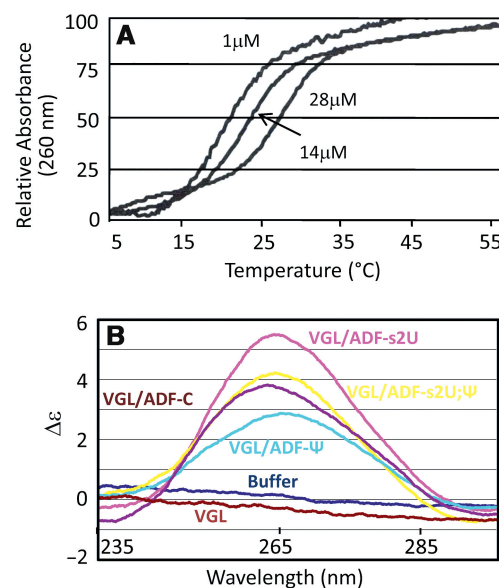 A
100
75
50
25
0
Relative Absorbance
(260 nm)
1µM
28µM
14µM
5
15
25
35
45
55
Temperature (°C)
B
6
4
2
0
−2
Δε
VGL/ADF-s2U
VGL/ADF-C
VGL/ADF-s2U;Ψ
VGL/ADF-Ψ
Buffer
VGL
235
265
285
Wavelength (nm)